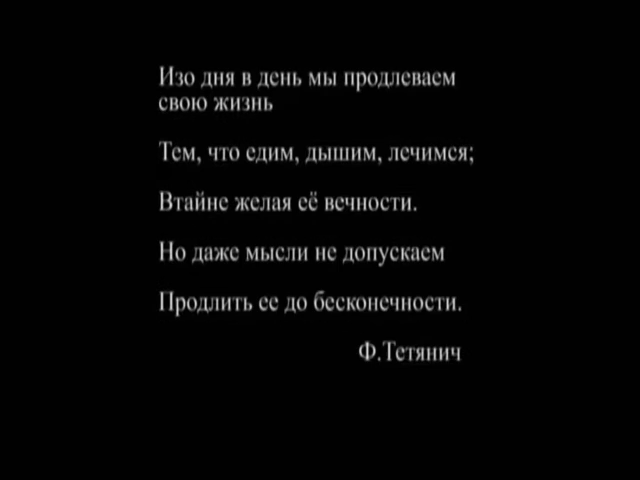 Изо дня в день мы продлеваем
свою жизнь
Тем, что едим, дышим, лечимся;
Втайне желая её вечности.
Но даже мысли не допускаем
Продлить ее до бесконечности.
Ф.Тетянич